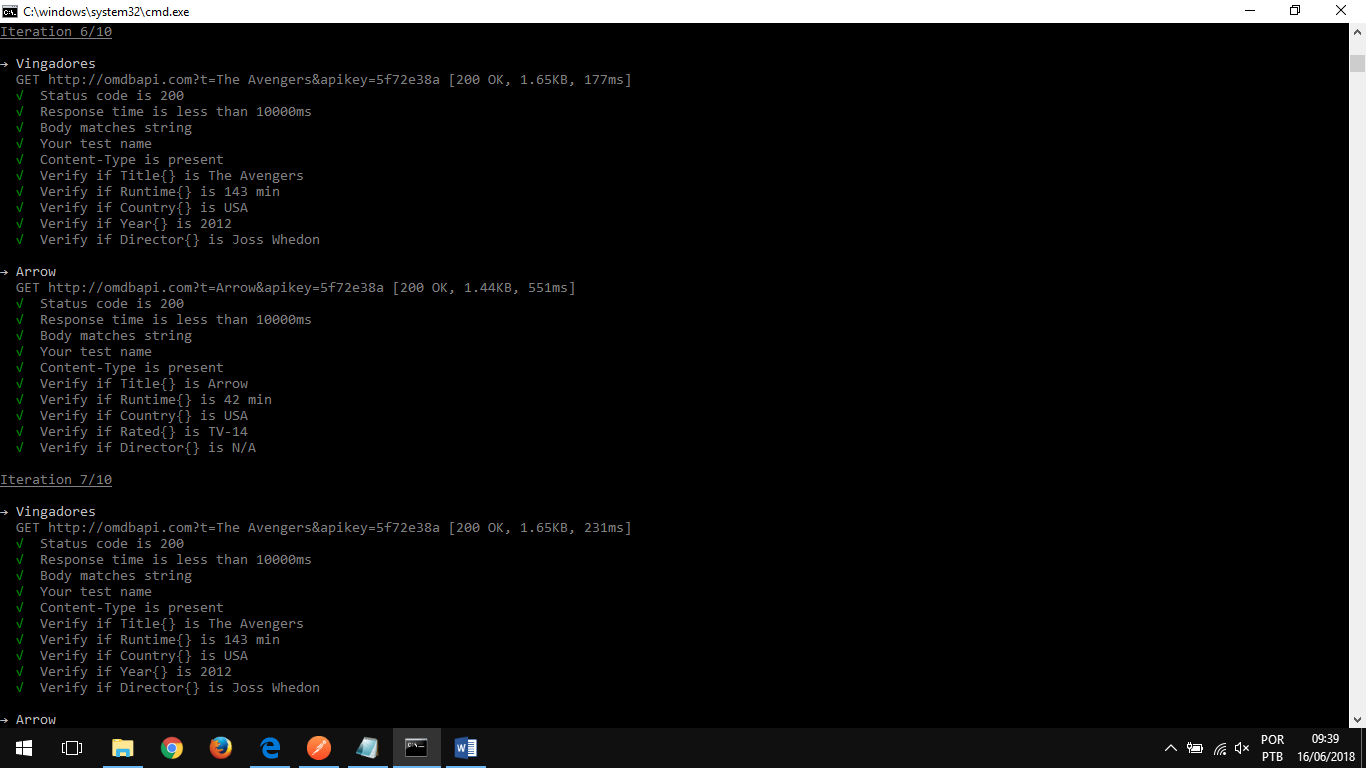 C:\windows\system32\cmd.exe
Iteration 6/10
→ Vingadores
GET http://omdbapi.com?t=The Avengers&apikey=5f72e38a [200 OK, 1.65KB, 177ms]
√ Status code is 200
√ Response time is less than 10000ms
√ Body matches string
√ Your test name
√ Content-Type is present
√ Verify if Title{} is The Avengers
√ Verify if Runtime{} is 143 min
√ Verify if Country{} is USA
√ Verify if Year{} is 2012
√ Verify if Director{} is Joss Whedon
→ Arrow
GET http://omdbapi.com?t=Arrow&apikey=5f72e38a [200 OK, 1.44KB, 551ms]
√ Status code is 200
√ Response time is less than 10000ms
√ Body matches string
√ Your test name
√ Content-Type is present
√ Verify if Title{} is Arrow
√ Verify if Runtime{} is 42 min
√ Verify if Country{} is USA
√ Verify if Rated{} is TV-14
√ Verify if Director{} is N/A
Iteration 7/10
→ Vingadores
GET http://omdbapi.com?t=The Avengers&apikey=5f72e38a [200 OK, 1.65KB, 231ms]
√ Status code is 200
√ Response time is less than 10000ms
√ Body matches string
√ Your test name
√ Content-Type is present
√ Verify if Title{} is The Avengers
√ Verify if Runtime{} is 143 min
√ Verify if Country{} is USA
√ Verify if Year{} is 2012
√ Verify if Director{} is Joss Whedon
→ Arrow
POR
PTB
09:39
16/06/2018